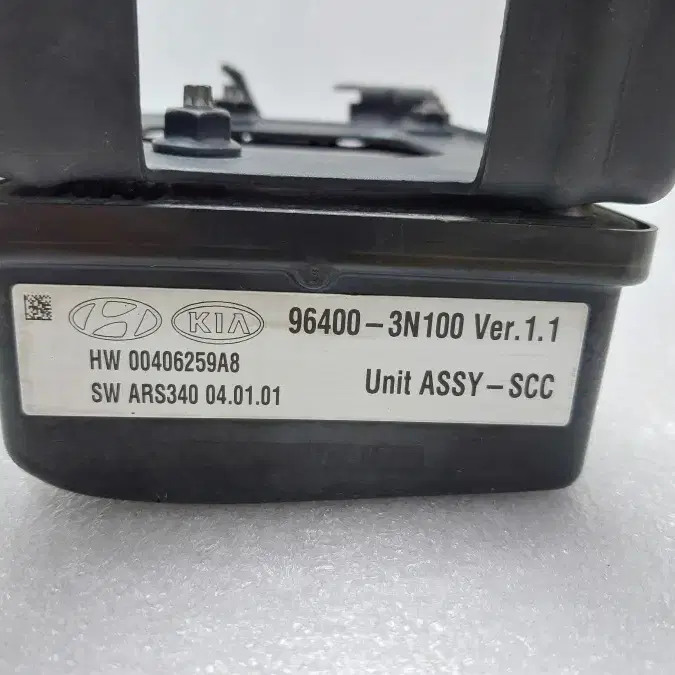 KIA 96400-3N100 Ver.1.1
HW 00406259A8
SW ARS340 04.01.01
Unit ASSY-SCC